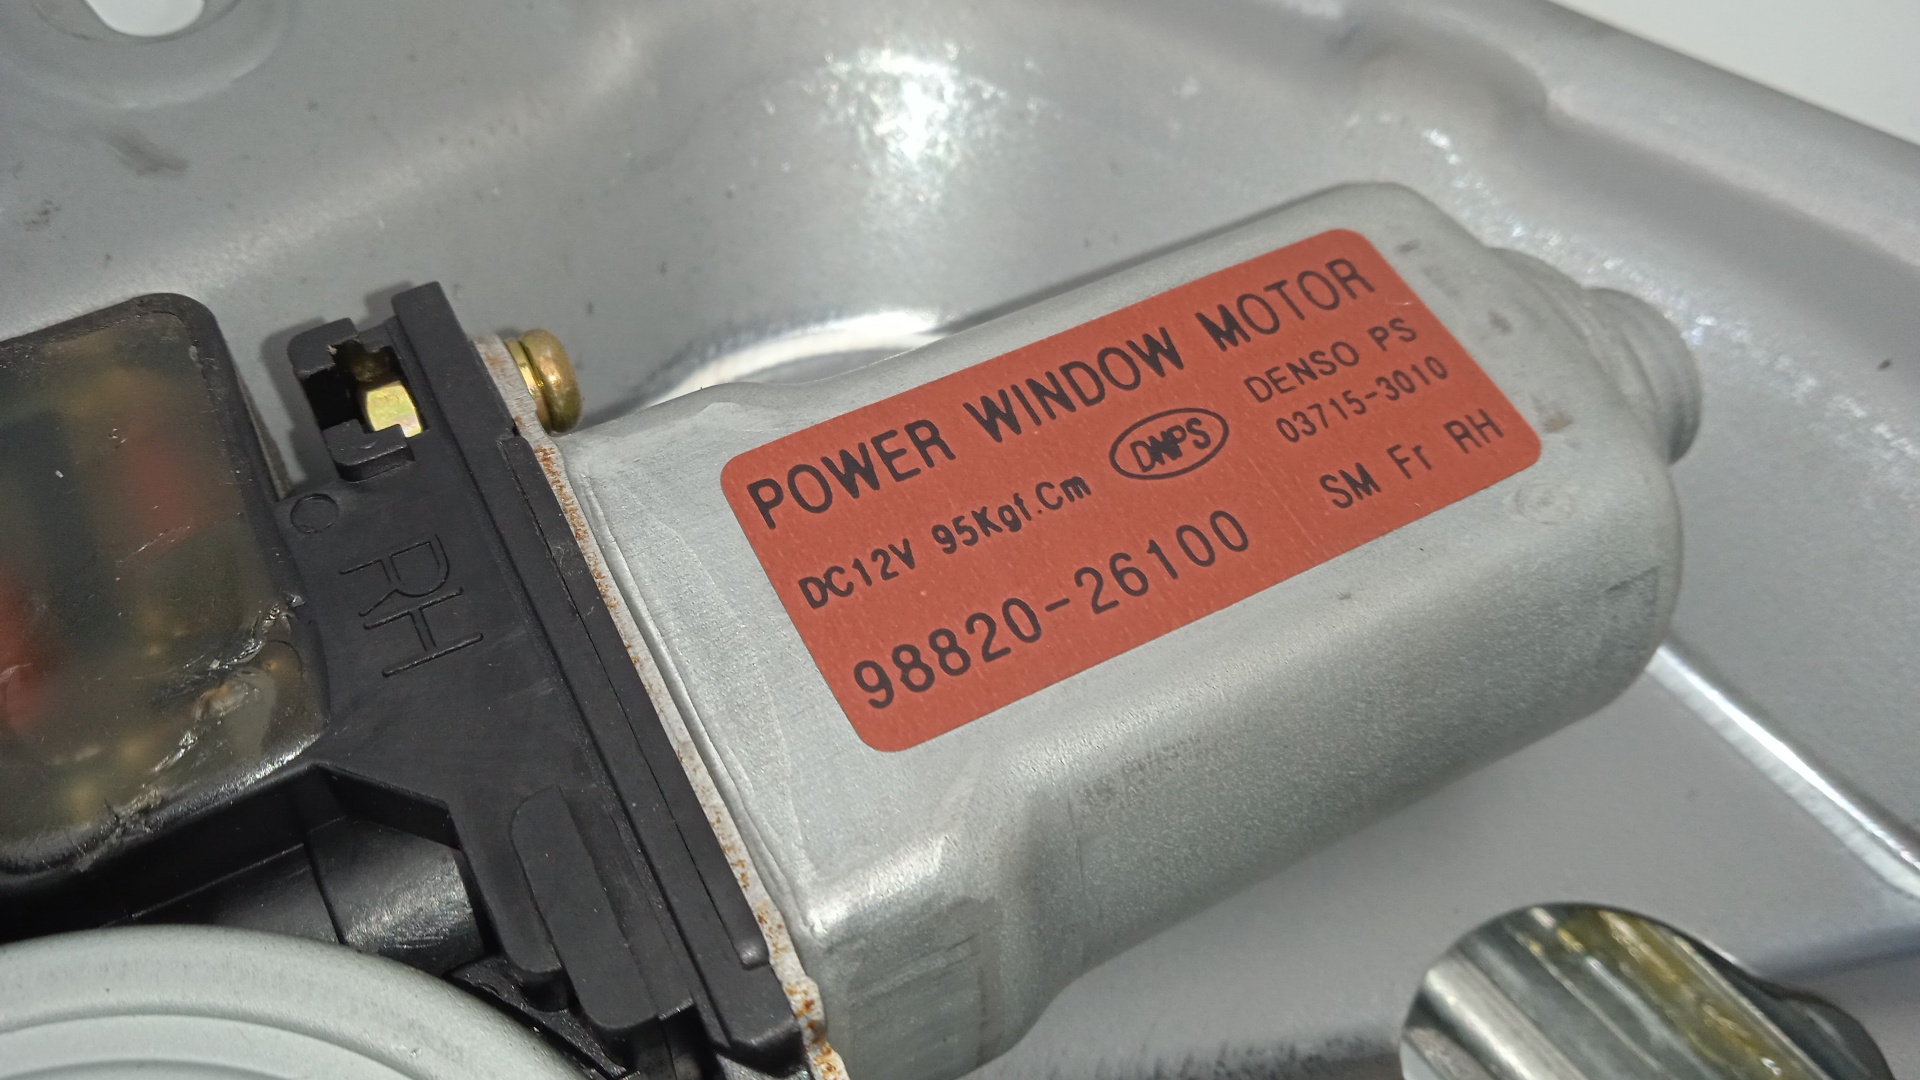 POWER WINDOW MOTOR
DENSO PS
DC12V 95Kgf.Cm DWPS 03715-3010
98820-26100 SM Fr RH
RH